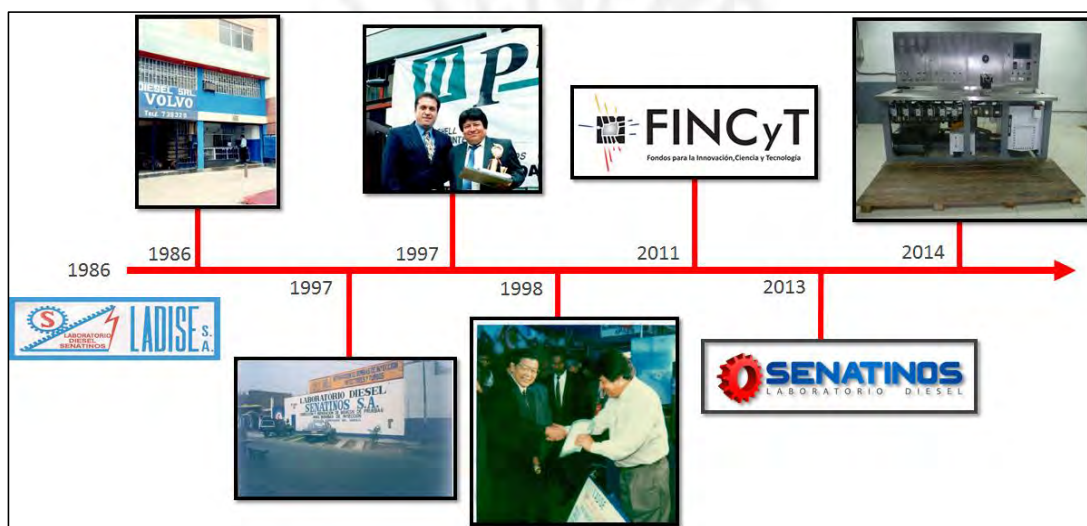 DIESEL SRL
VOLVO
FINCyT
Fondos para la Innovación,Ciencia y Tecnología
1986
1986
1997
2011
2014
1997
1998
2013
S
LABORATORIO
DIESEL
SENATINOS
LADISE S.A.
LABORATORIO DIESEL
SENATINOS S.A.
LADISE
SENATINOS
LABORATORIO DIESEL